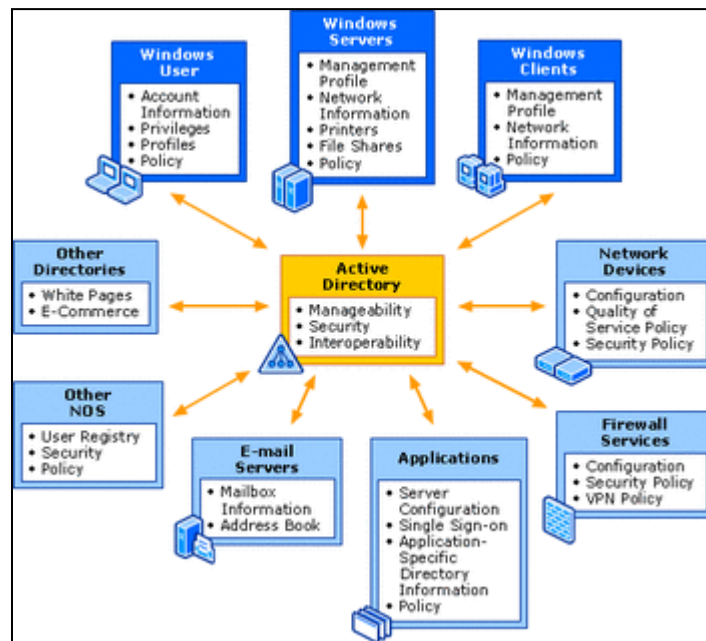 Windows
User
• Account
Information
• Privileges
• Profiles
• Policy
Windows
Servers
• Management
Profile
• Network
Information
• Printers
• File Shares
• Policy
Windows
Clients
• Management
Profile
• Network
Information
• Policy
Other
Directories
• White Pages
• E-Commerce
Active
Directory
• Manageability
• Security
• Interoperability
Network
Devices
• Configuration
• Quality of
Service Policy
• Security Policy
Other
NOS
• User Registry
• Security
• Policy
E-mail
Servers
• Mailbox
Information
• Address Book
Applications
• Server
Configuration
• Single Sign-on
• Application-
Specific
Directory
Information
• Policy
Firewall
Services
• Configuration
• Security Policy
• VPN Policy